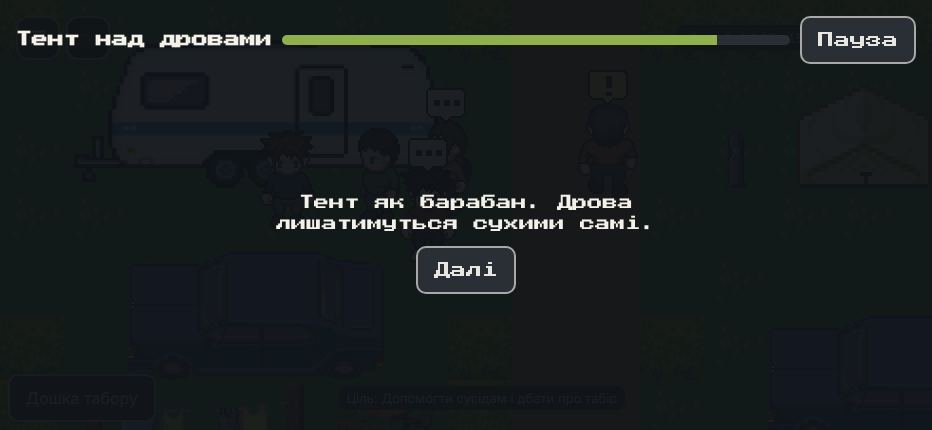 Тент над дровами
Пауза
!
...
...
Тент як барабан. Дрова
лишатимуться сухими самі.
Далі
Дошка табору
Ціль: Допомогти сусідам і дбати про табір